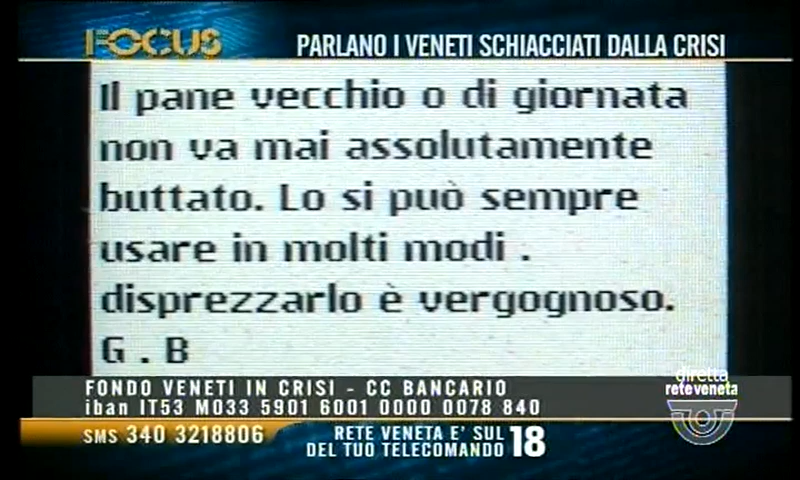 FOCUS
PARLANO I VENETI SCHIACCIATI DALLA CRISI
Il pane vecchio o di giornata
non va mai assolutamente
buttato. Lo si può sempre
usare in molti modi .
disprezzarlo è vergognoso.
G . B
FONDO VENETI IN CRISI - CC BANCARIO
iban IT53 M033 5901 6001 0000 0078 840
diretta
reteveneta
SMS 340 3218806
RETE VENETA E' SUL
DEL TUO TELECOMANDO 18